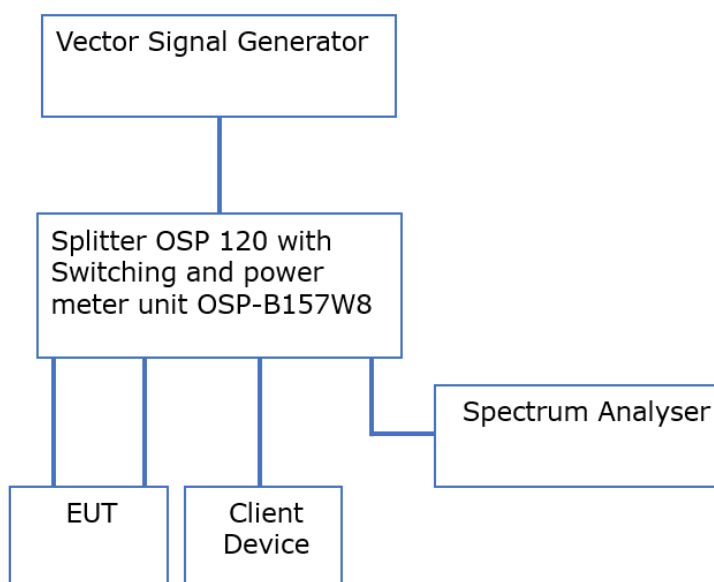 Vector Signal Generator
Splitter OSP 120 with
Switching and power
meter unit OSP-B157W8
Spectrum Analyser
EUT
Client
Device